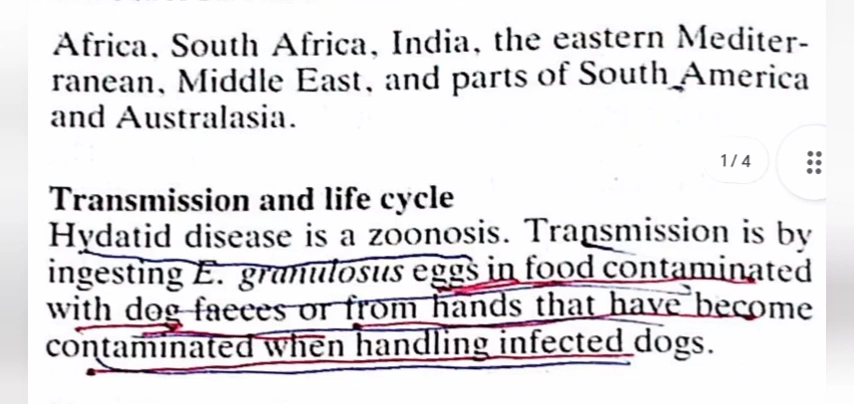 Africa, South Africa, India, the eastern Mediter-
ranean, Middle East, and parts of South America
and Australasia.
1/4
Transmission and life cycle
Hydatid disease is a zoonosis. Transmission is by
ingesting E. granulosus eggs in food contaminated
with dog faeces or from hands that have become
contaminated when handling infected dogs.